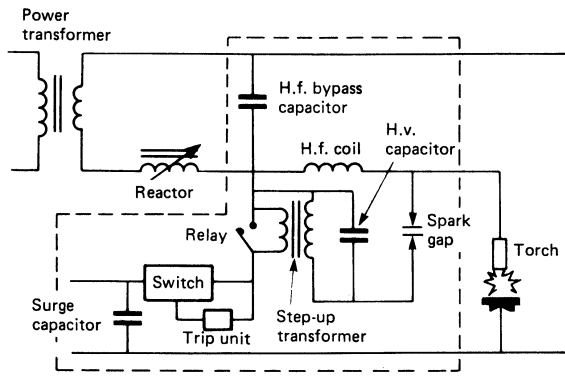 Power
transformer
H.f. bypass
capacitor
H.v.
capacitor
H.f. coil
Reactor
Relay
Spark
gap
Torch
Switch
Surge
capacitor
Trip unit
Step-up
transformer